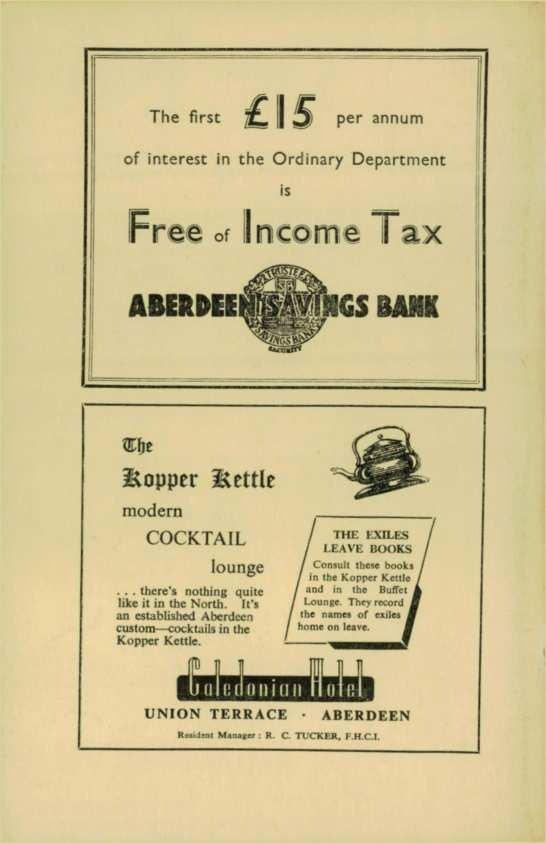 The first £15 per annum
of interest in the Ordinary Department
is
Free of Income Tax
TRUSTEE
ABERDEEN SAVINGS BANK
SAVINGS BANK
SECURITY
The
Kopper Kettle
modern
COCKTAIL
lounge
. . . there's nothing quite
like it in the North. It's
an established Aberdeen
custom—cocktails in the
Kopper Kettle.
THE EXILES
LEAVE BOOKS
Consult these books
in the Kopper Kettle
and in the Buffet
Lounge. They record
the names of exiles
home on leave.
Caledonian Hotel
UNION TERRACE · ABERDEEN
Resident Manager : R. C. TUCKER, F.H.C.I.